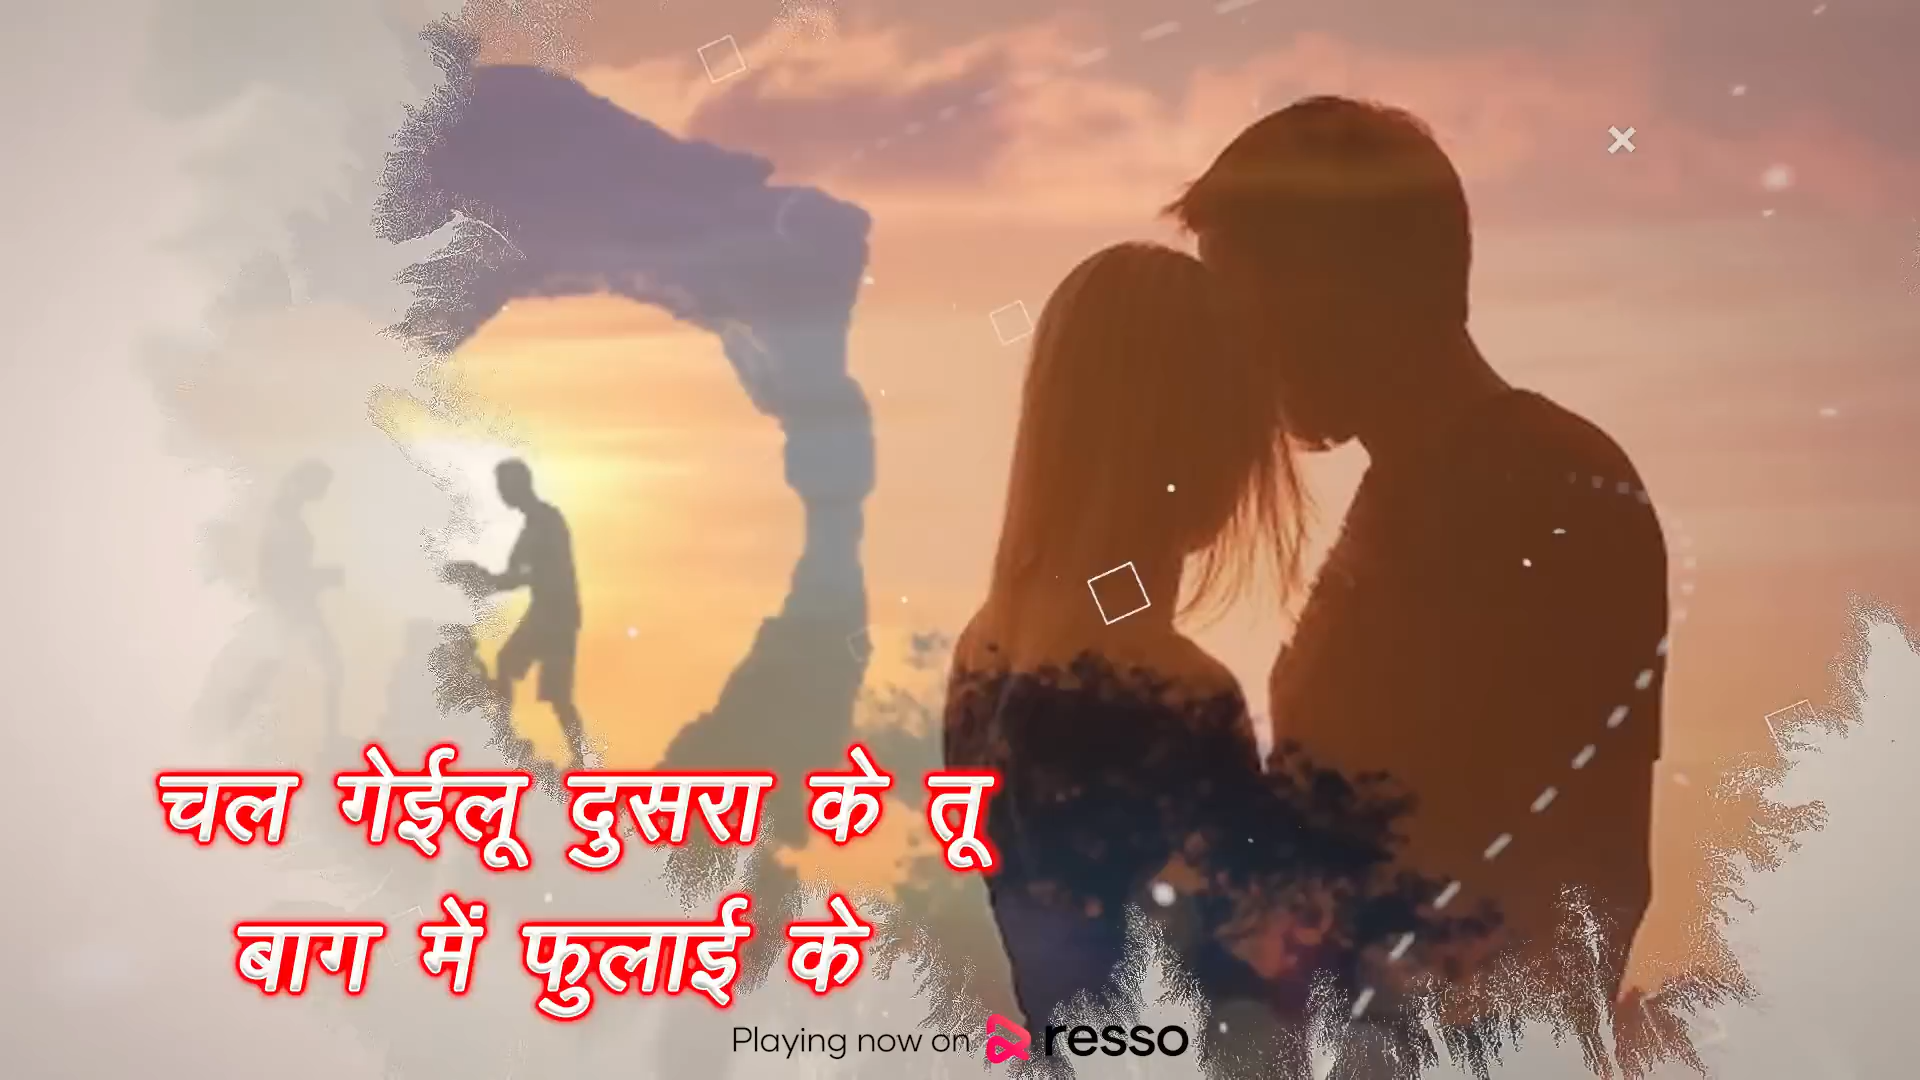 चल गेईलू दुसरा के तू
बाग में फुलाई के
Playing now on resso